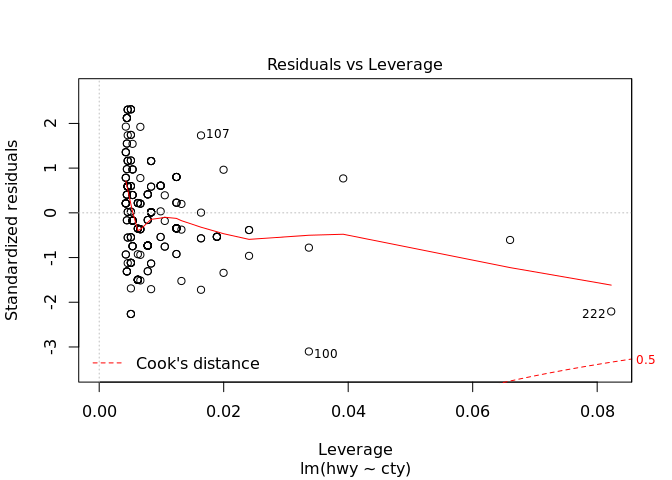 Residuals vs Leverage
Standardized residuals
2
1
0
-1
-2
-3
107
222
100
Cook's distance
0.5
0.00 0.02 0.04 0.06 0.08
Leverage
lm(hwy ~ cty)